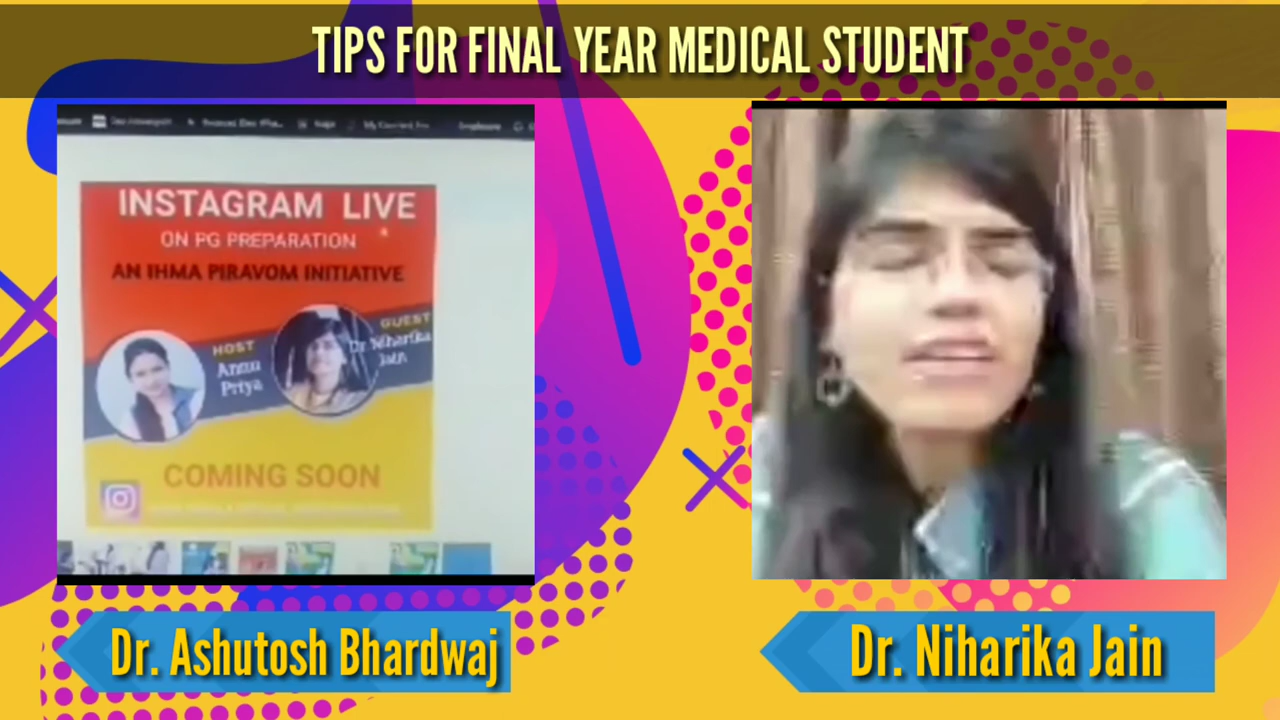 TIPS FOR FINAL YEAR MEDICAL STUDENT
INSTAGRAM LIVE
ON PG PREPARATION
AN IHMA PIRAVOM INITIATIVE
GUEST
Dr Niharika
Jain
HOST
Annu
Priya
COMING SOON
Dr. Ashutosh Bhardwaj
Dr. Niharika Jain